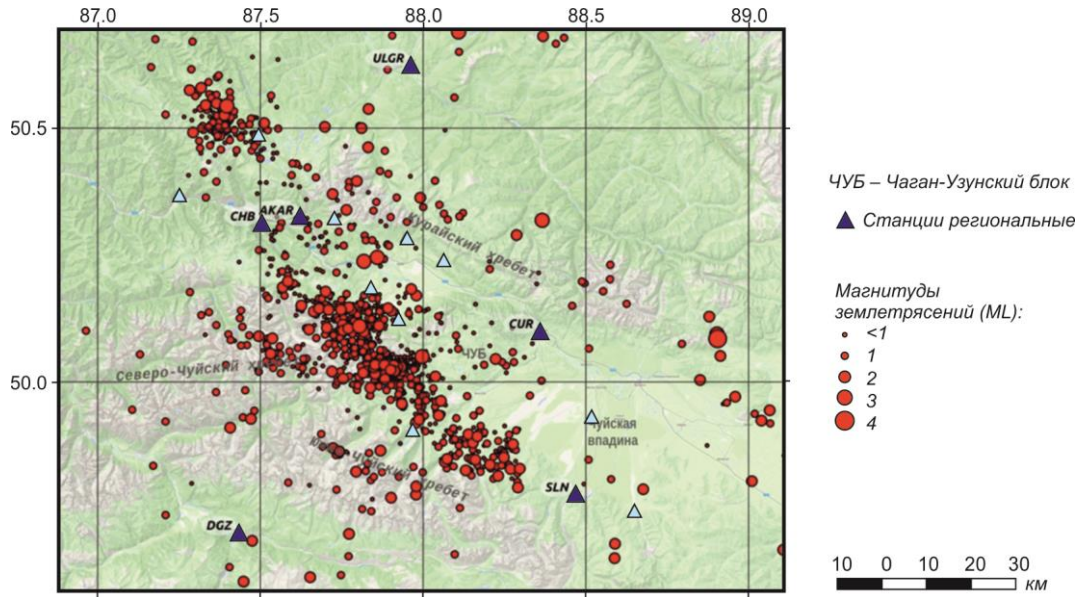 87.0 87.5 88.0 88.5 89.0
ULGR
50.5
ЧУБ – Чаган-Узунский блок
AKAR
CHB
Станции региональные
Курайский хребет
Магнитуды
землетрясений (ML):
<1
1
2
3
4
CUR
ЧУБ
50.0
Северо-Чуйский
Чуйская
впадина
чуйский хребет
SLN
DGZ
10 0 10 20 30
км